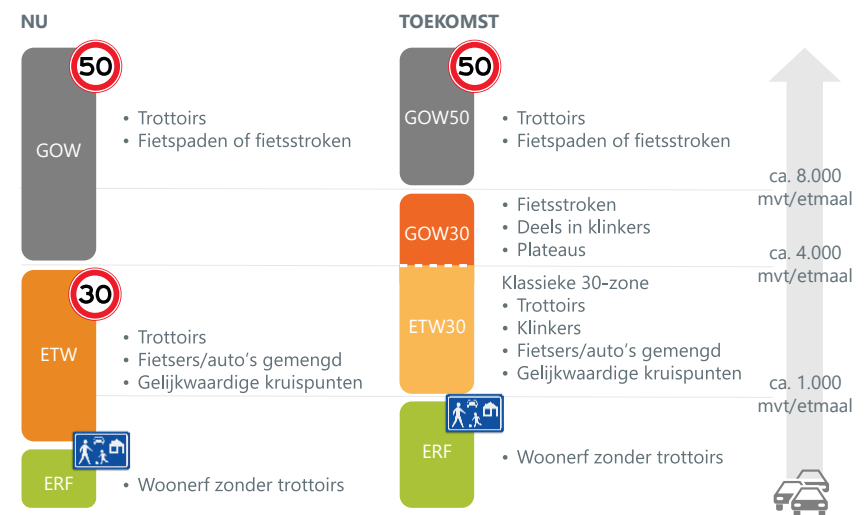 NU
50
GOW
• Trottoirs
• Fietspaden of fietsstroken
30
ETW
• Trottoirs
• Fietsers/auto's gemengd
• Gelijkwaardige kruispunten
ERF
• Woonerf zonder trottoirs
TOEKOMST
50
GOW50
• Trottoirs
• Fietspaden of fietsstroken
GOW30
• Fietsstroken
• Deels in klinkers
• Plateaus
ETW30
Klassieke 30-zone
• Trottoirs
• Klinkers
• Fietsers/auto's gemengd
• Gelijkwaardige kruispunten
ERF
• Woonerf zonder trottoirs
ca. 8.000
mvt/etmaal
ca. 4.000
mvt/etmaal
ca. 1.000
mvt/etmaal